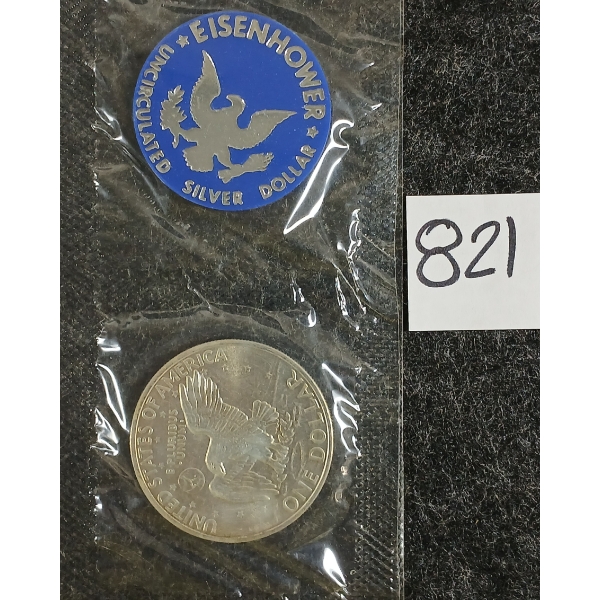 ★ EISENHOWER ★
UNCIRCULATED SILVER DOLLAR
821
UNITED STATES OF AMERICA
E PLURIBUS
UNUM
ONE DOLLAR